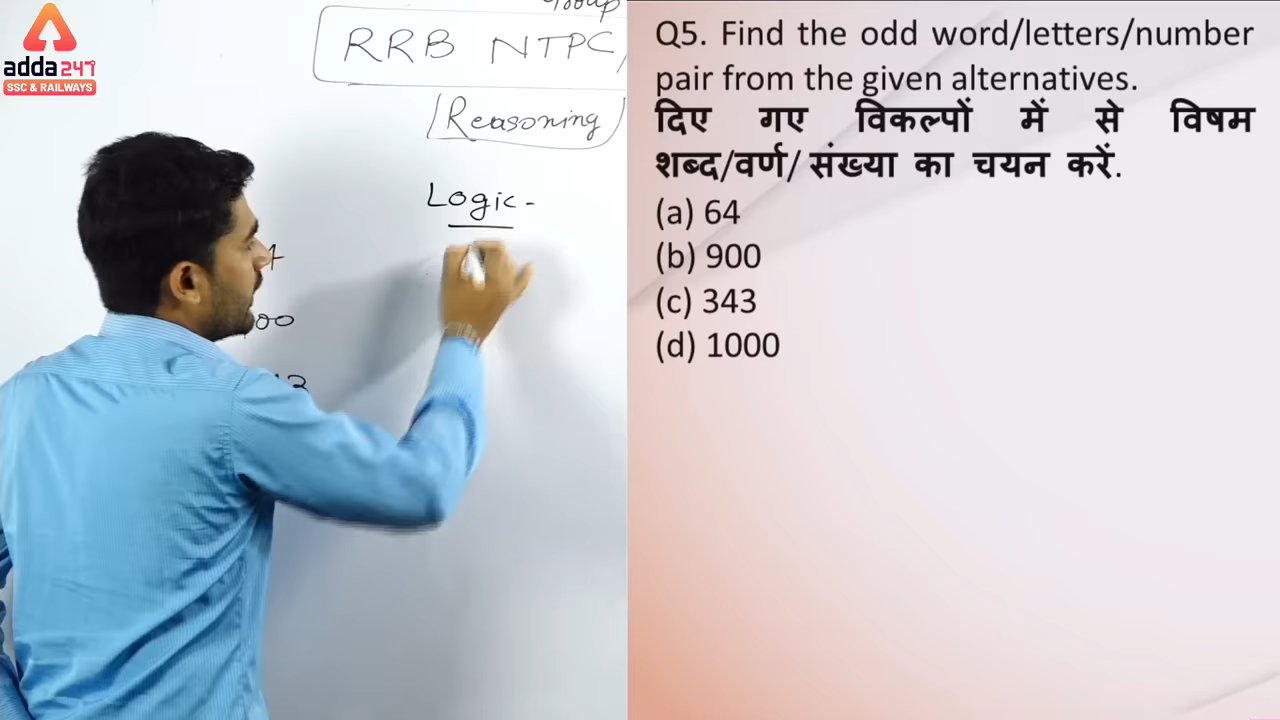 adda247
SSC & RAILWAYS
RRB NTPC/
Reasoning
Logic-
Q5. Find the odd word/letters/number
pair from the given alternatives.
दिए गए विकल्पों में से विषम
शब्द/वर्ण/ संख्या का चयन करें.
(a) 64
(b) 900
(c) 343
(d) 1000